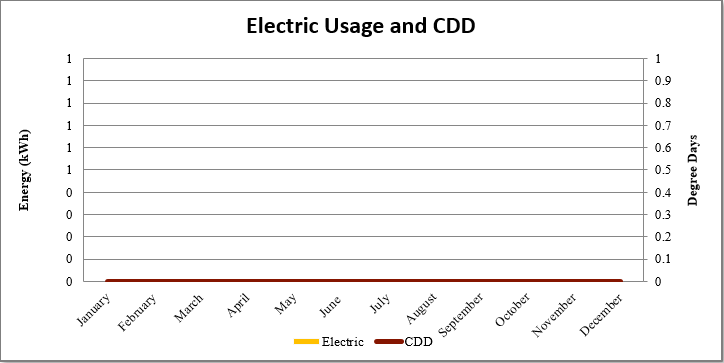 Electric Usage and CDD
Energy (kWh)
1
1
1
1
1
1
0
0
0
0
0
1
0.9
0.8
0.7
0.6
0.5
0.4
0.3
0.2
0.1
0
Degree Days
January
February
March
April
May
June
July
August
September
October
November
December
Electric
CDD